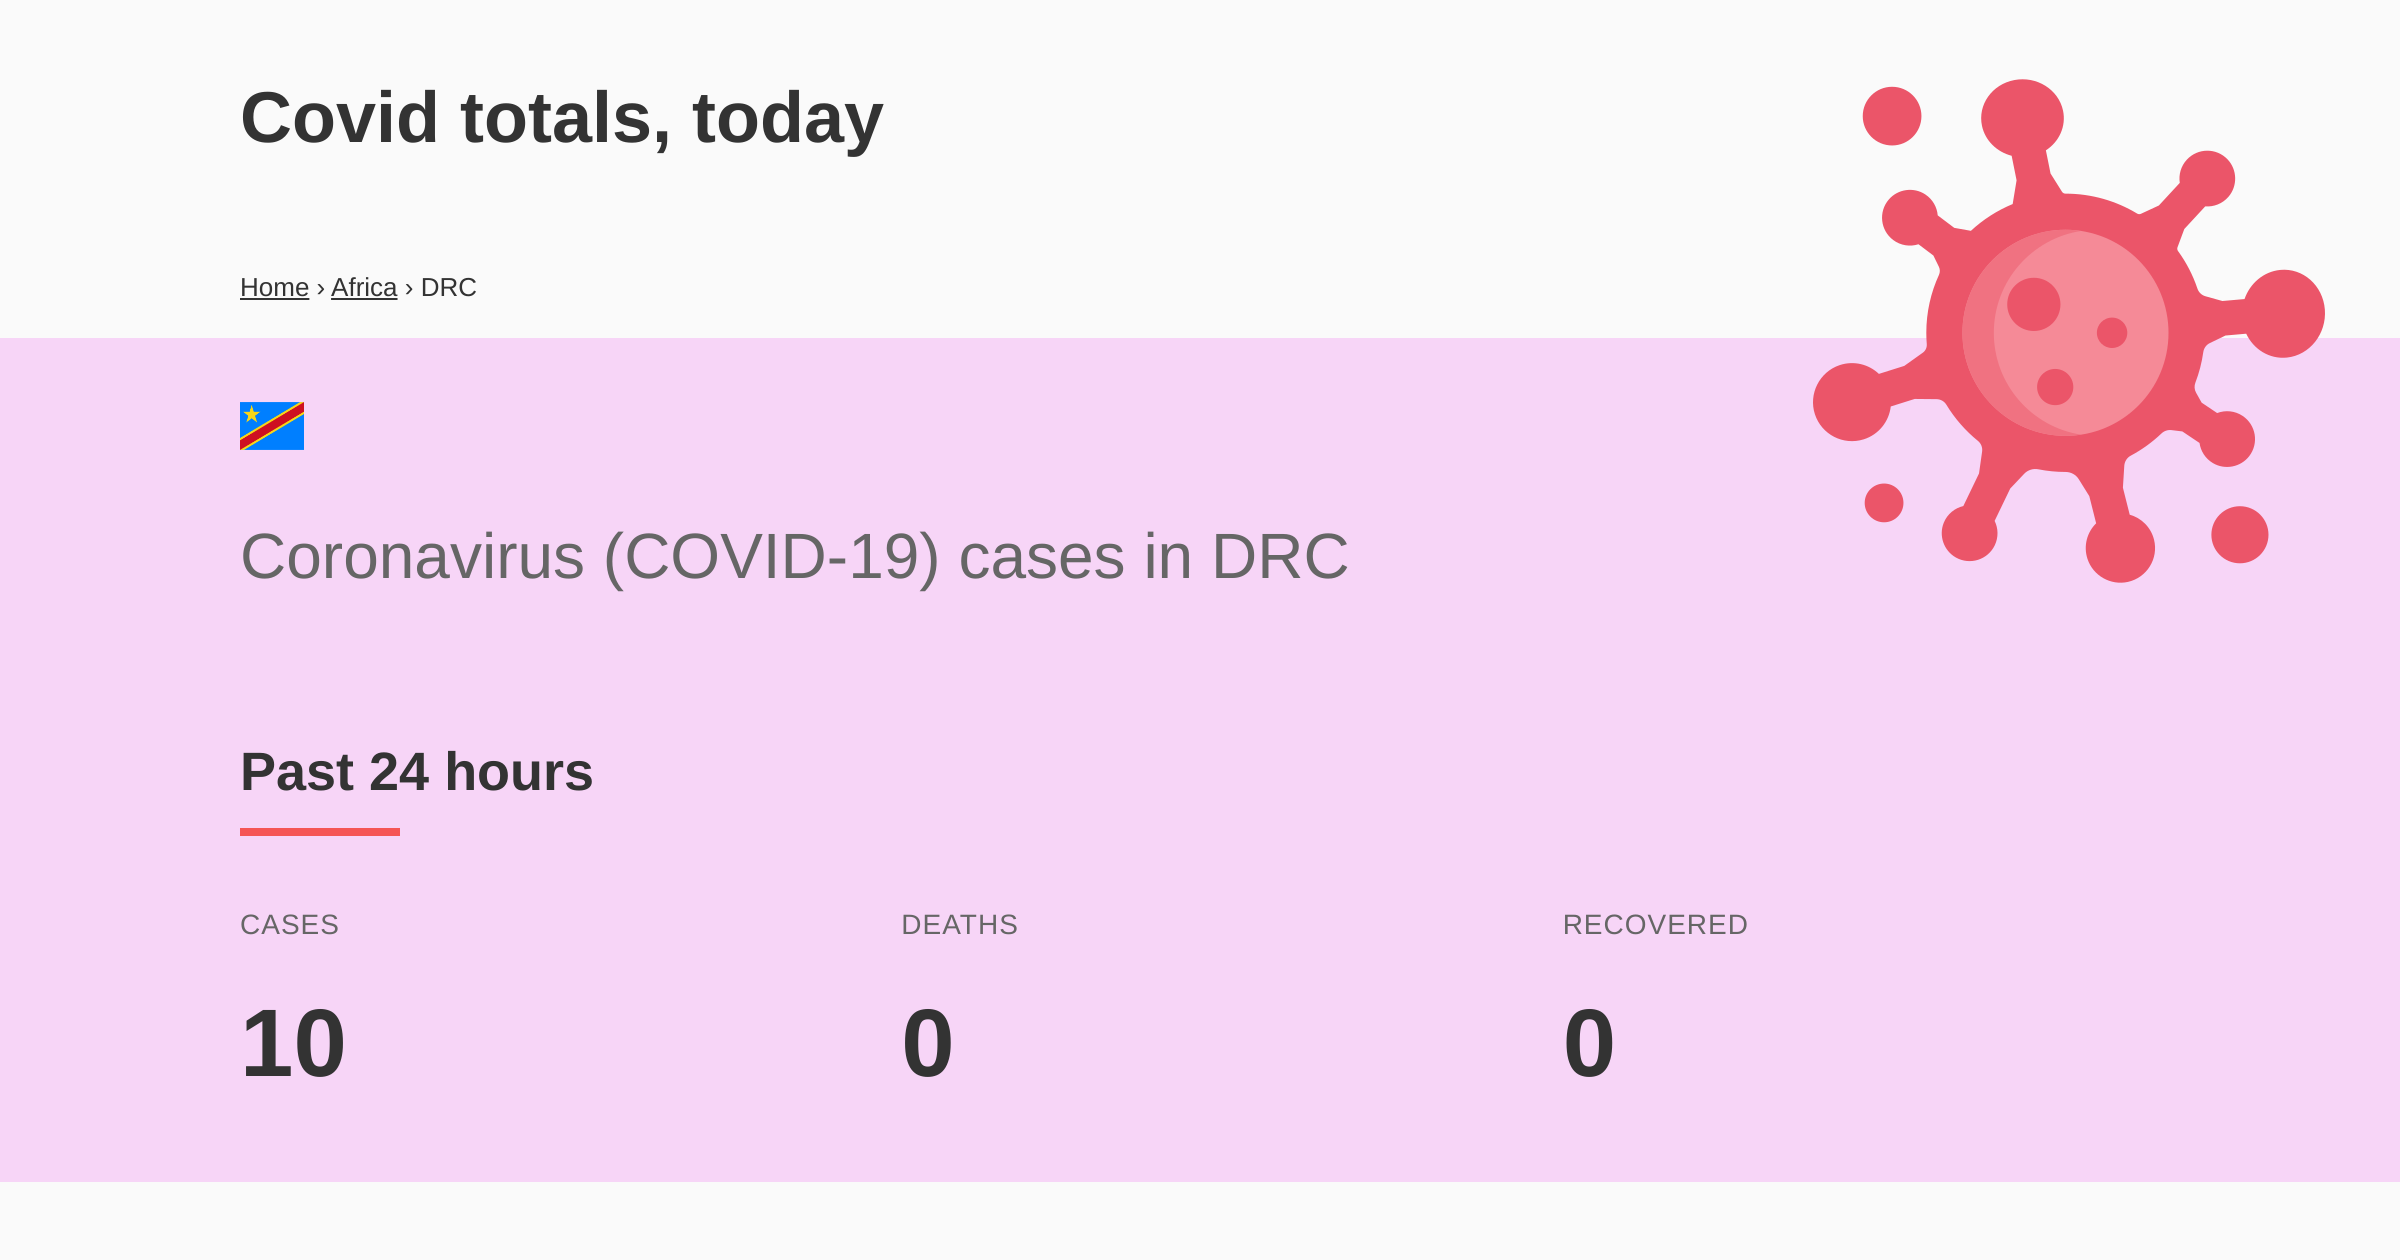 Covid totals, today
Home › Africa › DRC
Coronavirus (COVID-19) cases in DRC
Past 24 hours
CASES
DEATHS
RECOVERED
10
0
0